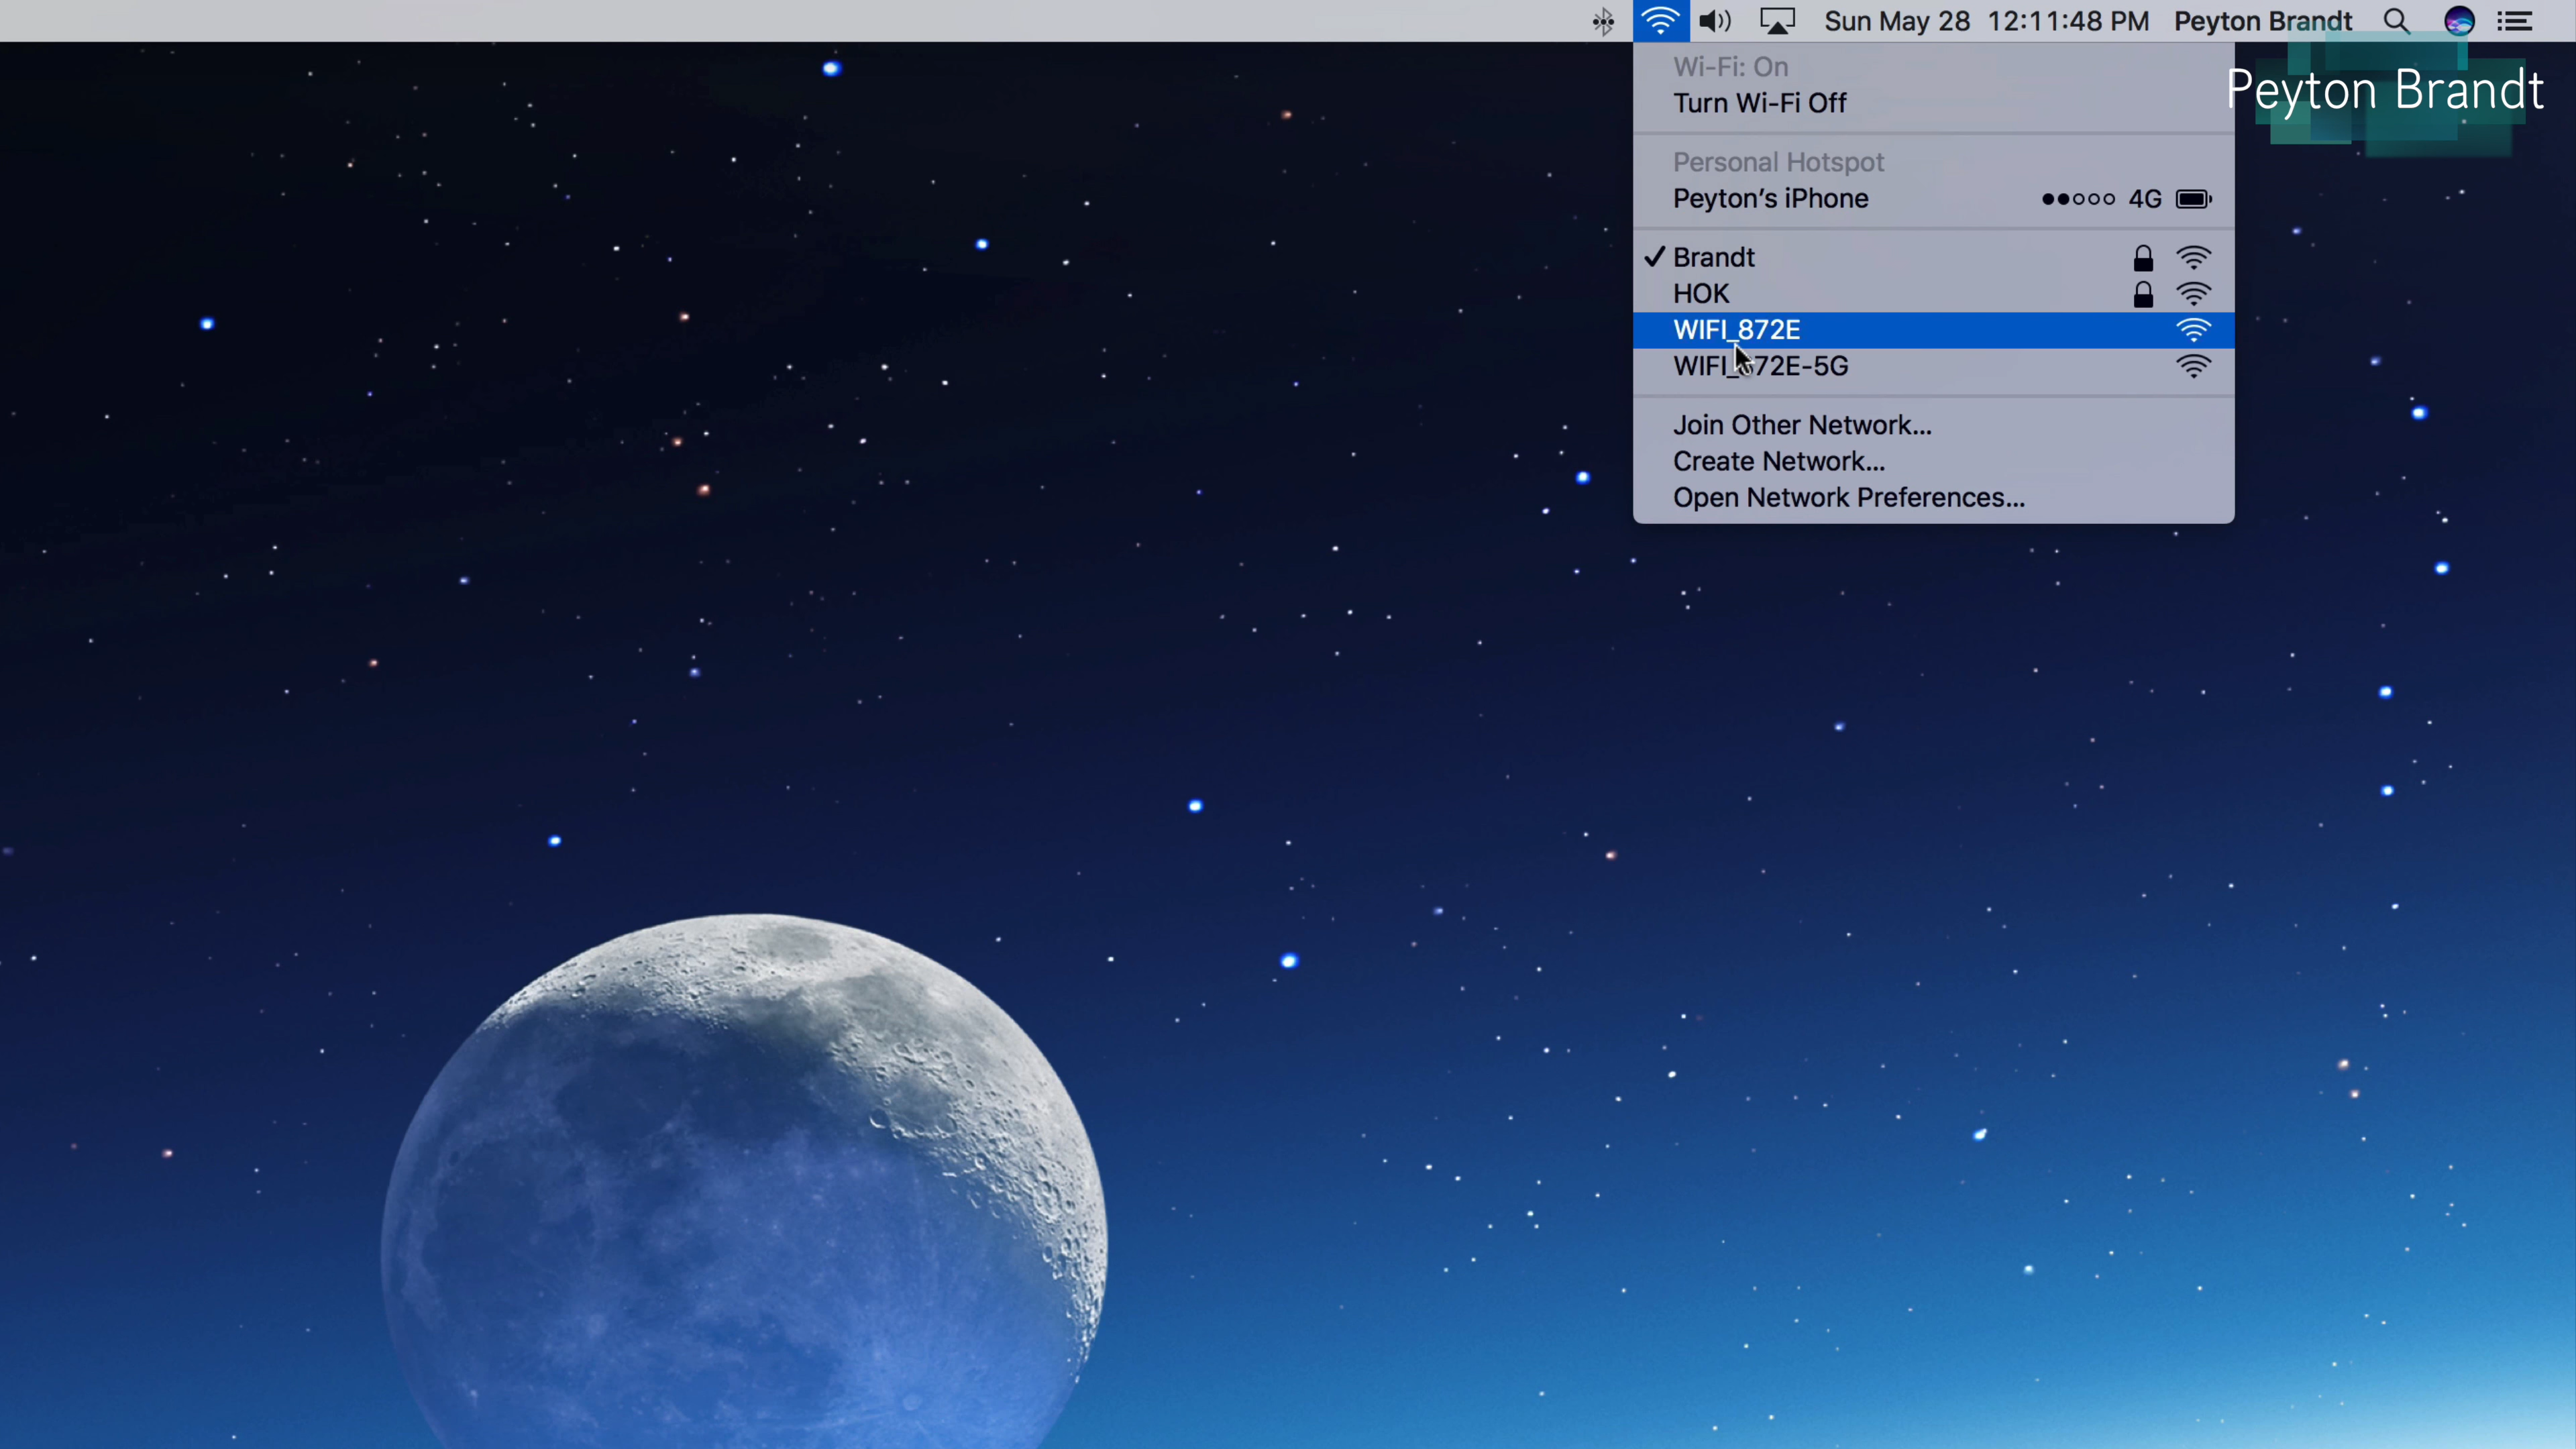 Sun May 28 12:11:48 PM Peyton Brandt
Peyton Brandt
Wi-Fi: On
Turn Wi-Fi Off
Personal Hotspot
Peyton’s iPhone 4G
Brandt
HOK
WIFI_872E
WIFI_872E-5G
Join Other Network...
Create Network...
Open Network Preferences...